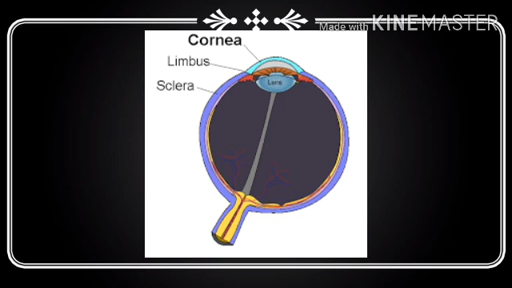 Made with KINEMASTER
Cornea
Limbus
Sclera
Lens